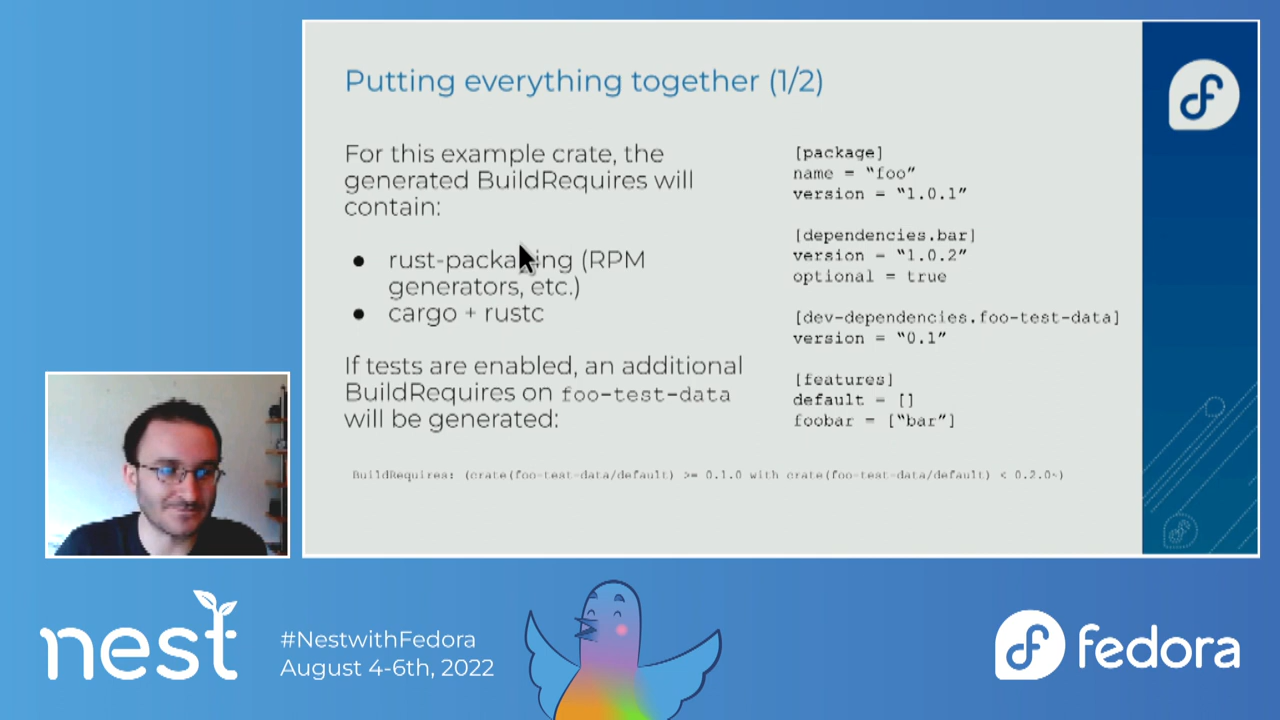 Putting everything together (1/2)
For this example crate, the
generated BuildRequires will
contain:
● rust-packaging (RPM
generators, etc.)
● cargo + rustc
If tests are enabled, an additional
BuildRequires on foo-test-data
will be generated:
[package]
name = “foo”
version = “1.0.1”
[dependencies.bar]
version = “1.0.2”
optional = true
[dev-dependencies.foo-test-data]
version = “0.1”
[features]
default = []
foobar = [“bar”]
BuildRequires: (crate(foo-test-data/default) >= 0.1.0 with crate(foo-test-data/default) < 0.2.0~)
nest
#NestwithFedora
August 4-6th, 2022
fedora